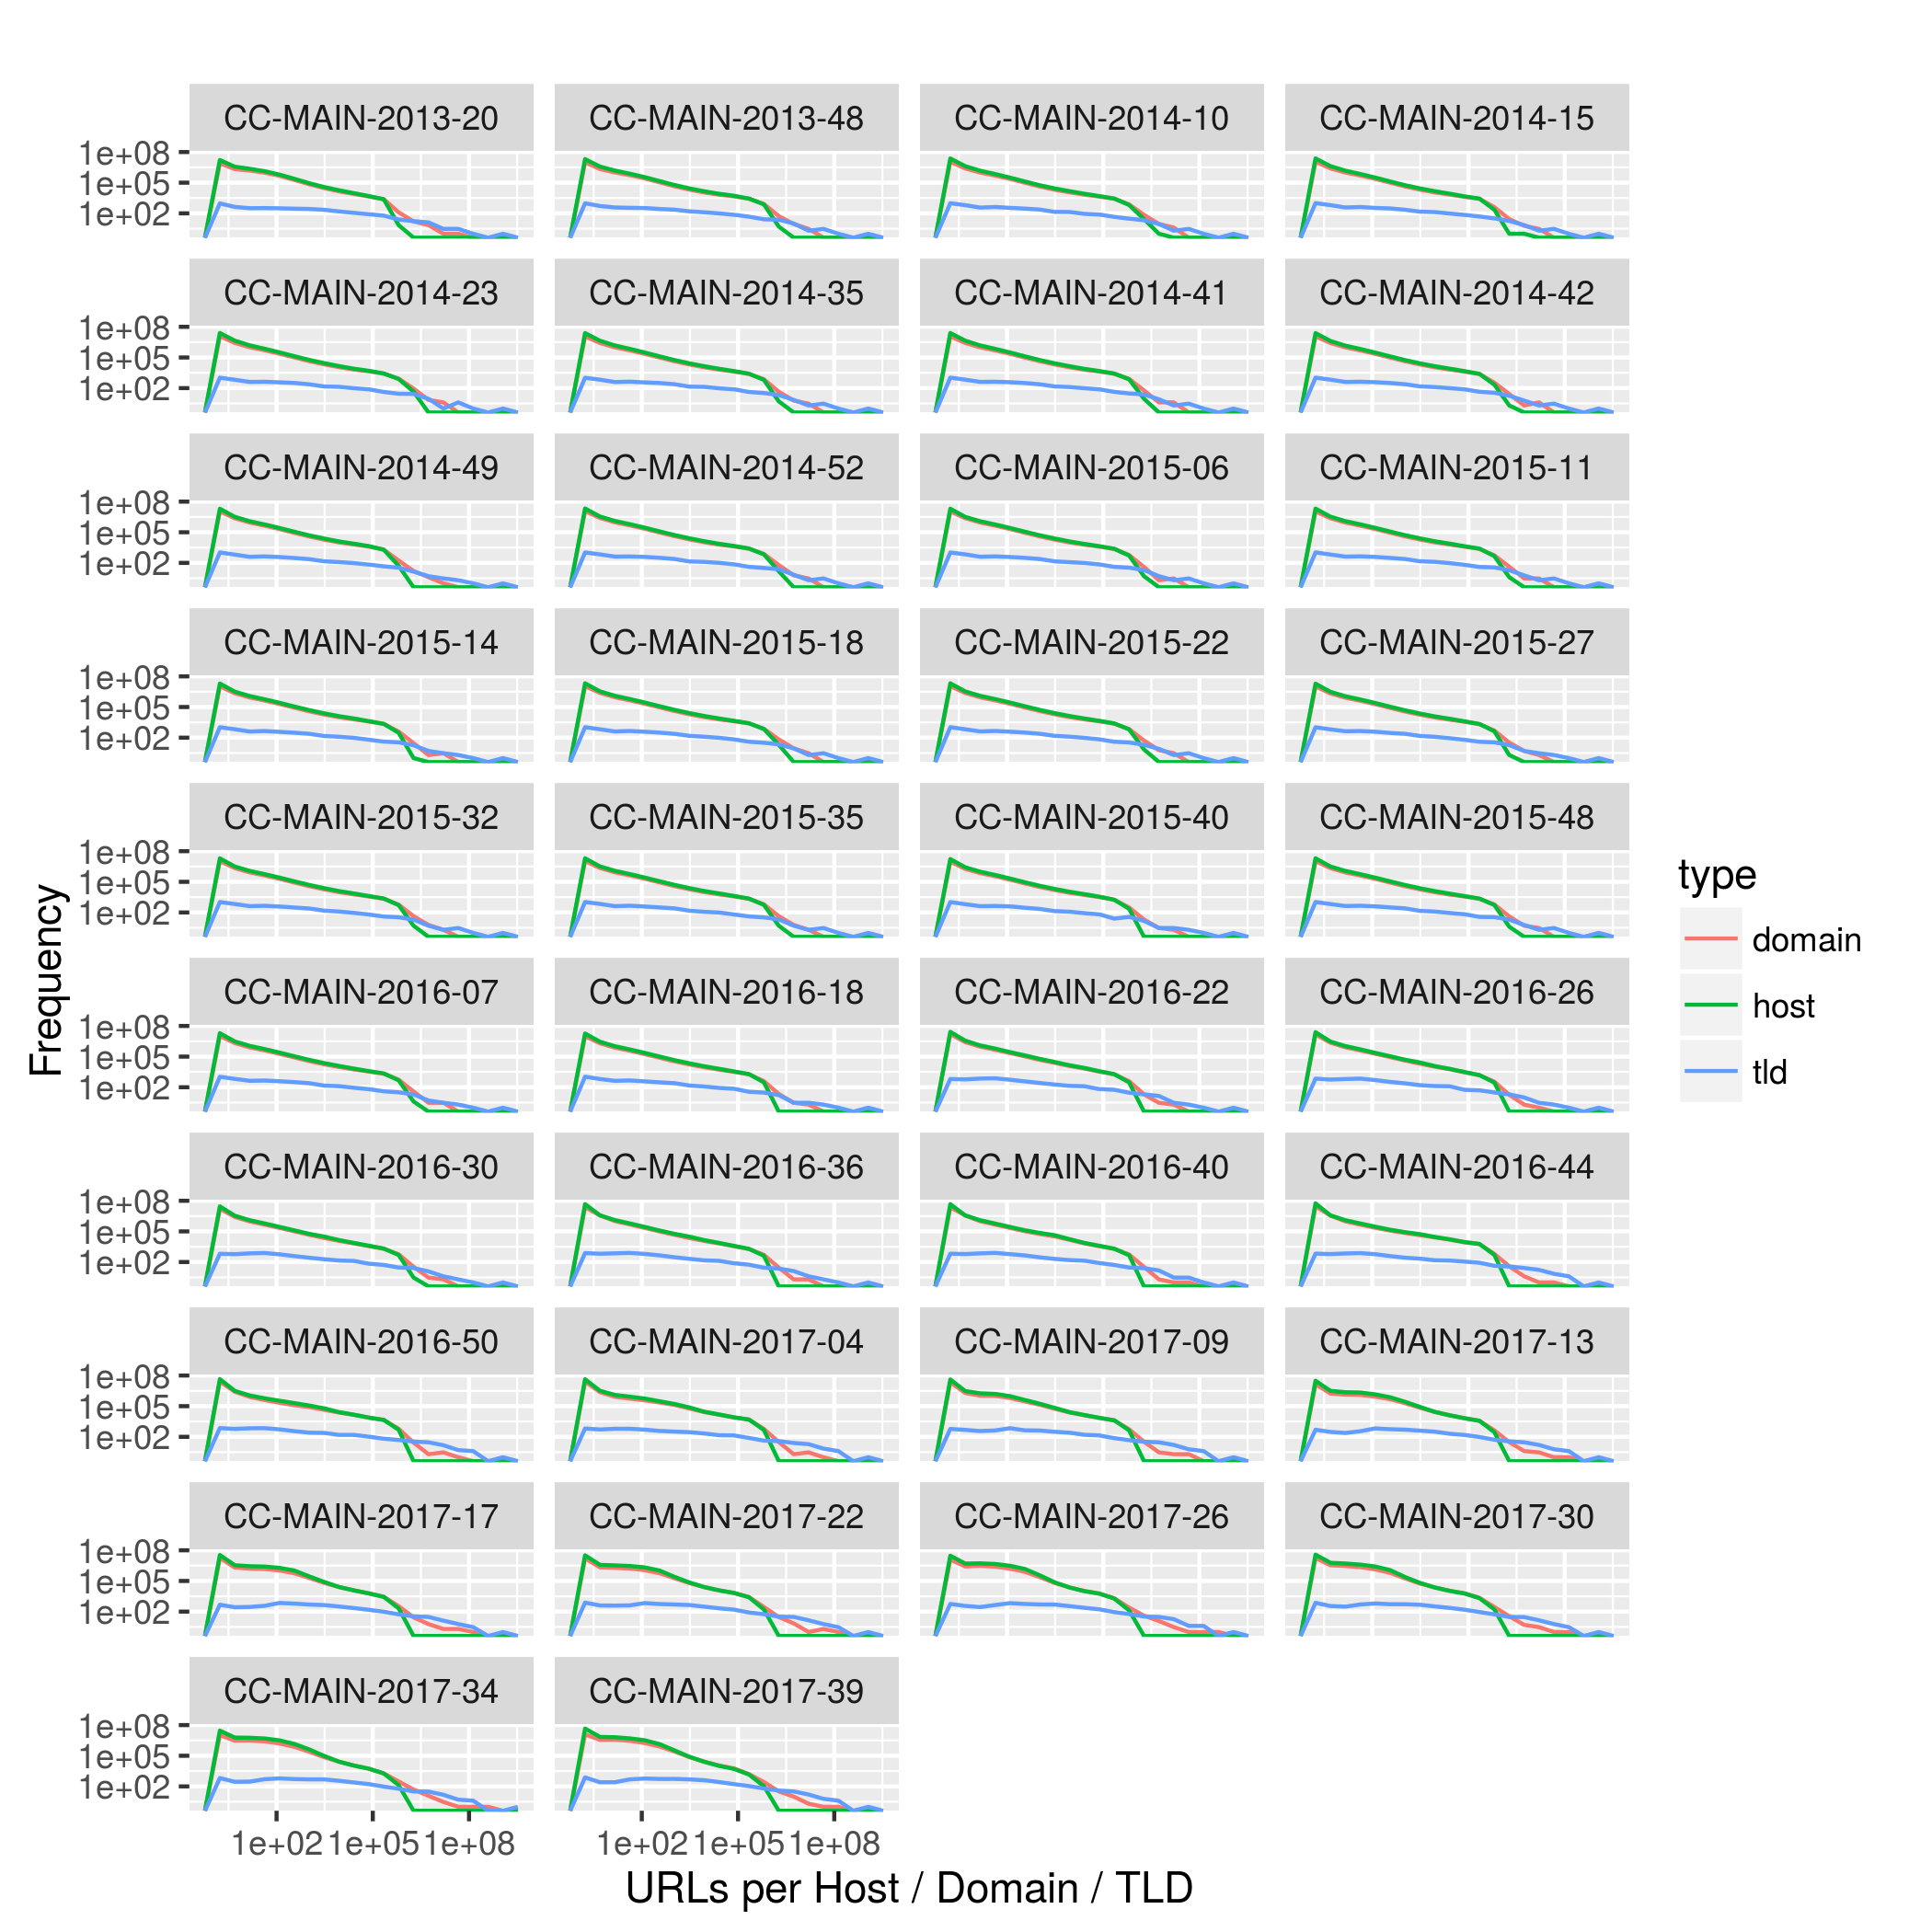 CC-MAIN-2013-20 CC-MAIN-2013-48 CC-MAIN-2014-10 CC-MAIN-2014-15
1e+08
1e+05
1e+02
CC-MAIN-2014-23 CC-MAIN-2014-35 CC-MAIN-2014-41 CC-MAIN-2014-42
1e+08
1e+05
1e+02
CC-MAIN-2014-49 CC-MAIN-2014-52 CC-MAIN-2015-06 CC-MAIN-2015-11
1e+08
1e+05
1e+02
CC-MAIN-2015-14 CC-MAIN-2015-18 CC-MAIN-2015-22 CC-MAIN-2015-27
1e+08
1e+05
1e+02
CC-MAIN-2015-32 CC-MAIN-2015-35 CC-MAIN-2015-40 CC-MAIN-2015-48
1e+08
1e+05
1e+02
CC-MAIN-2016-07 CC-MAIN-2016-18 CC-MAIN-2016-22 CC-MAIN-2016-26
1e+08
1e+05
1e+02
CC-MAIN-2016-30 CC-MAIN-2016-36 CC-MAIN-2016-40 CC-MAIN-2016-44
1e+08
1e+05
1e+02
CC-MAIN-2016-50 CC-MAIN-2017-04 CC-MAIN-2017-09 CC-MAIN-2017-13
1e+08
1e+05
1e+02
CC-MAIN-2017-17 CC-MAIN-2017-22 CC-MAIN-2017-26 CC-MAIN-2017-30
1e+08
1e+05
1e+02
CC-MAIN-2017-34 CC-MAIN-2017-39
1e+08
1e+05
1e+02
1e+02 1e+05 1e+08 1e+02 1e+05 1e+08
URLs per Host / Domain / TLD
Frequency
type
domain
host
tld